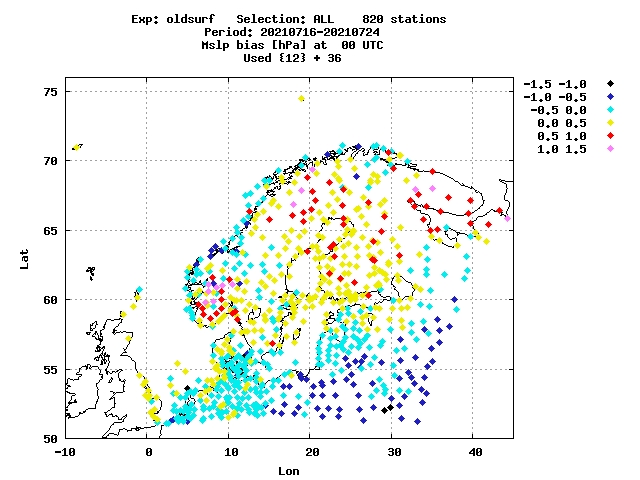 Exp: oldsurf   Selection: ALL    820 stations
Period: 20210716-20210724
Mslp bias [hPa] at  00 UTC
Used {12} + 36
-1.5 -1.0
-1.0 -0.5
-0.5 0.0
0.0 0.5
0.5 1.0
1.0 1.5
75
70
65
60
55
50
Lat
-10 0 10 20 30 40
Lon